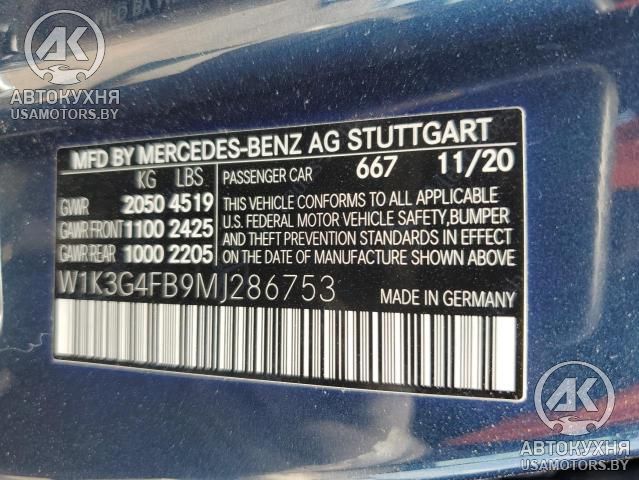 AK
АВТОКУХНЯ
USAMOTORS.BY
MFD BY MERCEDES-BENZ AG STUTTGART
KG LBS
PASSENGER CAR 667 11/20
GVWR 2050 4519
GAWR FRONT 1100 2425
GAWR REAR 1000 2205
THIS VEHICLE CONFORMS TO ALL APPLICABLE
U.S. FEDERAL MOTOR VEHICLE SAFETY, BUMPER
AND THEFT PREVENTION STANDARDS IN EFFECT
ON THE DATE OF MANUFACTURE SHOWN ABOVE
W1K3G4FB9MJ286753
MADE IN GERMANY
AK
АВТОКУХНЯ
USAMOTORS.BY